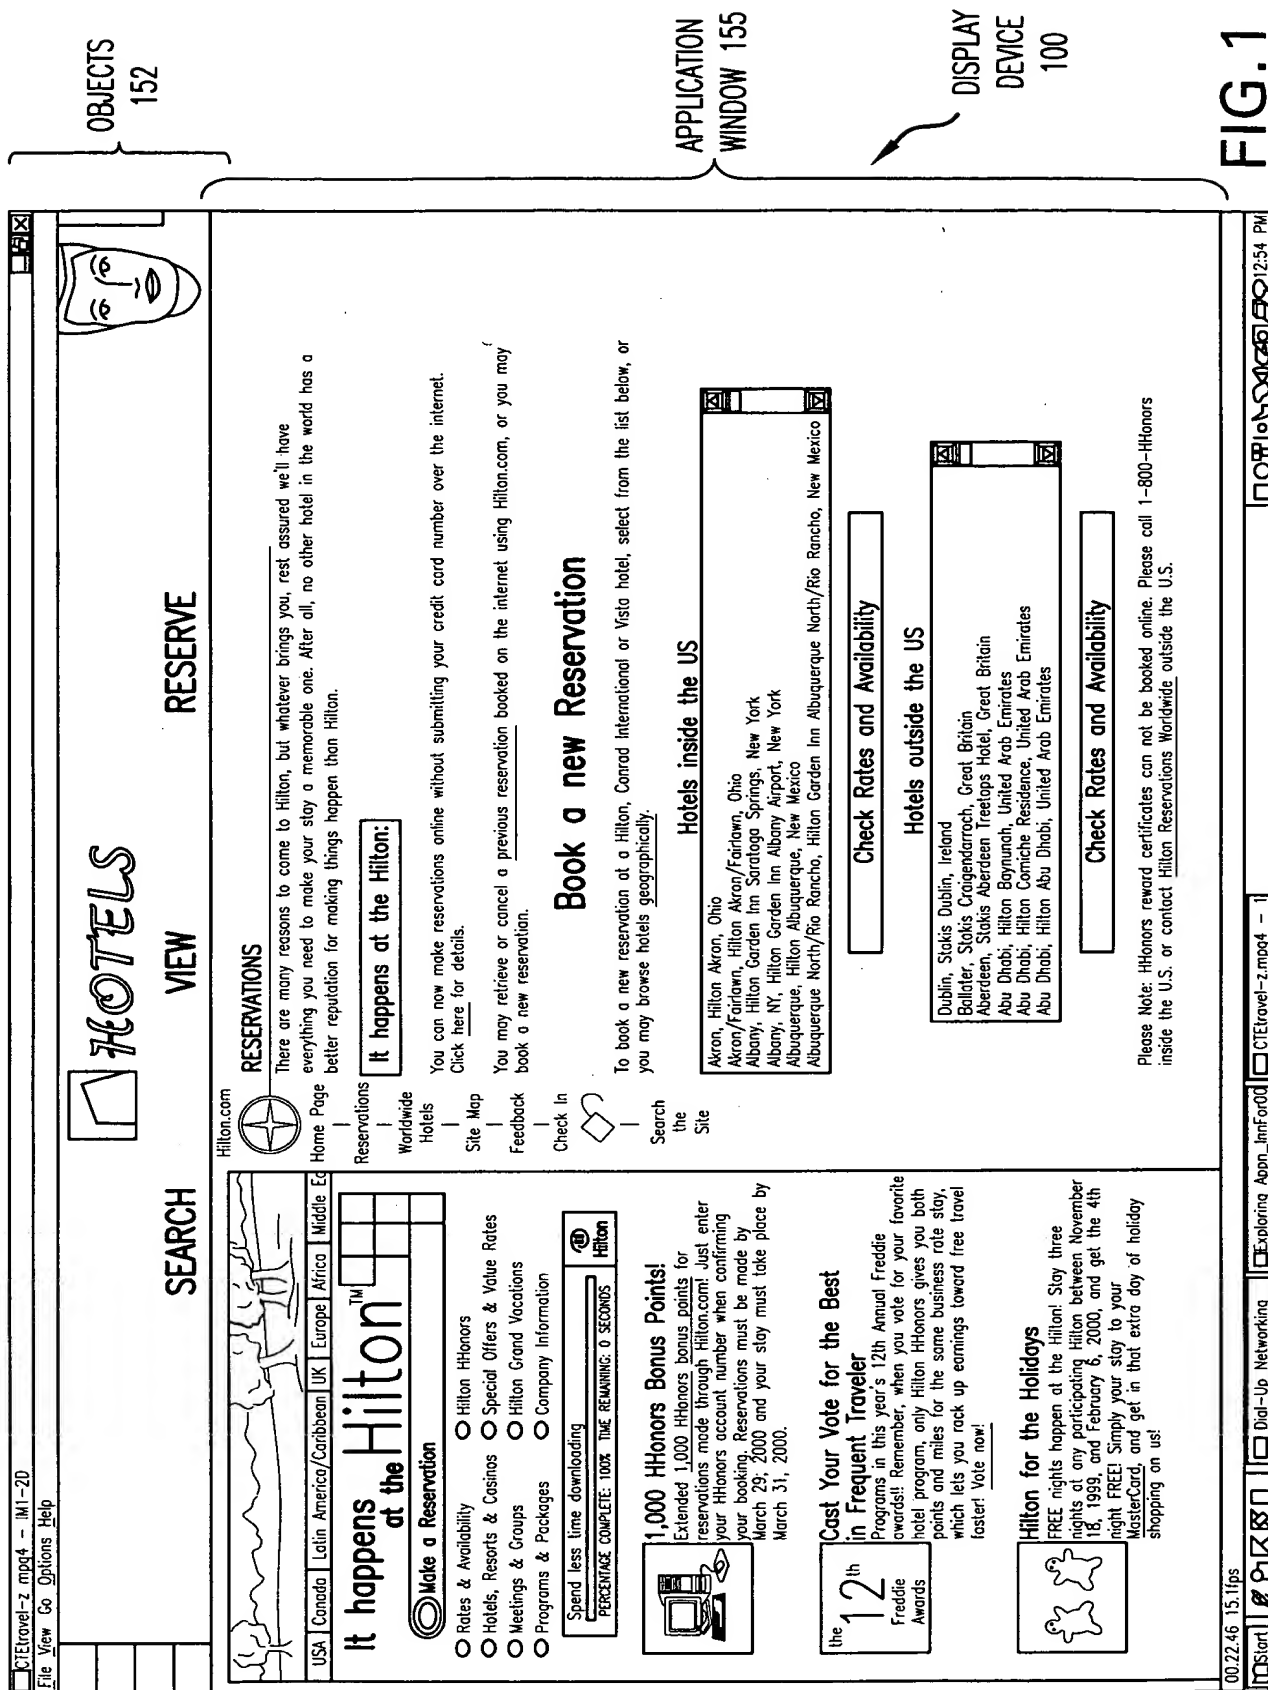 CTEtravel-z mpq4 - IM1-2D
File View Go Options Help
HOTELS
SEARCH VIEW RESERVE
OBJECTS
152
USA Canada Latin America/Caribbean UK Europe Africa Middle Ea
It happens
at the Hilton™
Make a Reservation
Rates & Availability
Hilton HHonors
Hotels, Resorts & Casinos
Special Offers & Value Rates
Meetings & Groups
Hilton Grand Vacations
Programs & Packages
Company Information
Spend less time downloading
PERCENTAGE COMPLETE: 100% TIME REMAINING: 0 SECONDS
Hilton
1,000 HHonors Bonus Points!
Extended 1,000 HHonors bonus points for
reservations made through Hilton.com! Just enter
your HHonors account number when confirming
your booking. Reservations must be made by
March 29, 2000 and your stay must take place by
March 31, 2000.
the 12th
Freddie
Awards
Cast Your Vote for the Best
in Frequent Traveler
Programs in this year's 12th Annual Freddie
awards!! Remember, when you vote for your favorite
hotel program, only Hilton HHonors gives you both
points and miles for the same business rate stay,
which lets you rack up earnings toward free travel
faster! Vote now!
Hilton for the Holidays
FREE nights happen at the Hilton! Stay three
nights at any participating Hilton between November
18, 1999, and February 6, 2000, and get the 4th
night FREE! Simply your stay to your
MasterCard, and get in that extra day of holiday
shopping on us!
Hilton.com
Home Page
Reservations
Worldwide
Hotels
Site Map
Feedback
Check In
Search
the
Site
RESERVATIONS
There are many reasons to come to Hilton, but whatever brings you, rest assured we'll have
everything you need to make your stay a memorable one. After all, no other hotel in the world has a
better reputation for making things happen than Hilton.
It happens at the Hilton:
You can now make reservations online without submitting your credit card number over the internet.
Click here for details.
You may retrieve or cancel a previous reservation booked on the internet using Hilton.com, or you may
book a new reservation.
Book a new Reservation
To book a new reservation at a Hilton, Conrad International or Vista hotel, select from the list below, or
you may browse hotels geographically.
Hotels inside the US
Akron, Hilton Akron, Ohio
Akron/Fairlawn, Hilton Akron/Fairlawn, Ohio
Albany, Hilton Garden Inn Saratoga Springs, New York
Albany, NY, Hilton Garden Inn Albany Airport, New York
Albuquerque, Hilton Albuquerque, New Mexico
Albuquerque North/Rio Rancho, Hilton Garden Inn Albuquerque North/Rio Rancho, New Mexico
Check Rates and Availability
Hotels outside the US
Dublin, Stakis Dublin, Ireland
Ballater, Stakis Craigendarroch, Great Britain
Aberdeen, Stakis Aberdeen Treetops Hotel, Great Britain
Abu Dhabi, Hilton Baynunah, United Arab Emirates
Abu Dhabi, Hilton Corniche Residence, United Arab Emirates
Abu Dhabi, Hilton Abu Dhabi, United Arab Emirates
Check Rates and Availability
Please Note: HHonors reward certificates can not be booked online. Please call 1-800-HHonors
inside the U.S. or contact Hilton Reservations Worldwide outside the U.S.
APPLICATION
WINDOW 155
DISPLAY
DEVICE
100
00.22.46 15.1fps
Start Dial-Up Networking Exploring Appn_InnFor00 CTEtravel-z.mpq4 - 1 12:54 PM
FIG.1